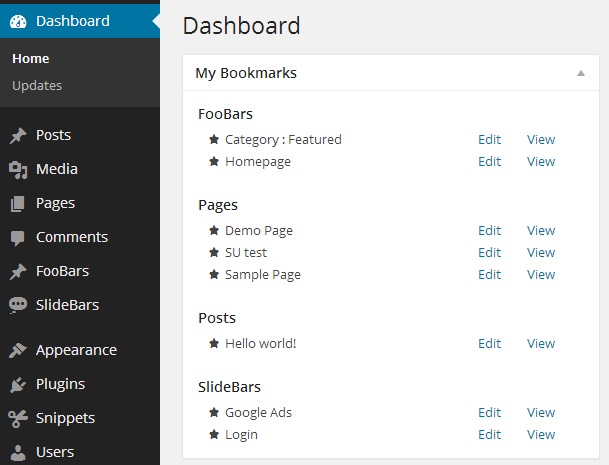 Dashboard
Home
Updates
Posts
Media
Pages
Comments
FooBars
SlideBars
Appearance
Plugins
Snippets
Users
Dashboard
My Bookmarks
FooBars
Category : Featured Edit View
Homepage Edit View
Pages
Demo Page Edit View
SU test Edit View
Sample Page Edit View
Posts
Hello world! Edit View
SlideBars
Google Ads Edit View
Login Edit View